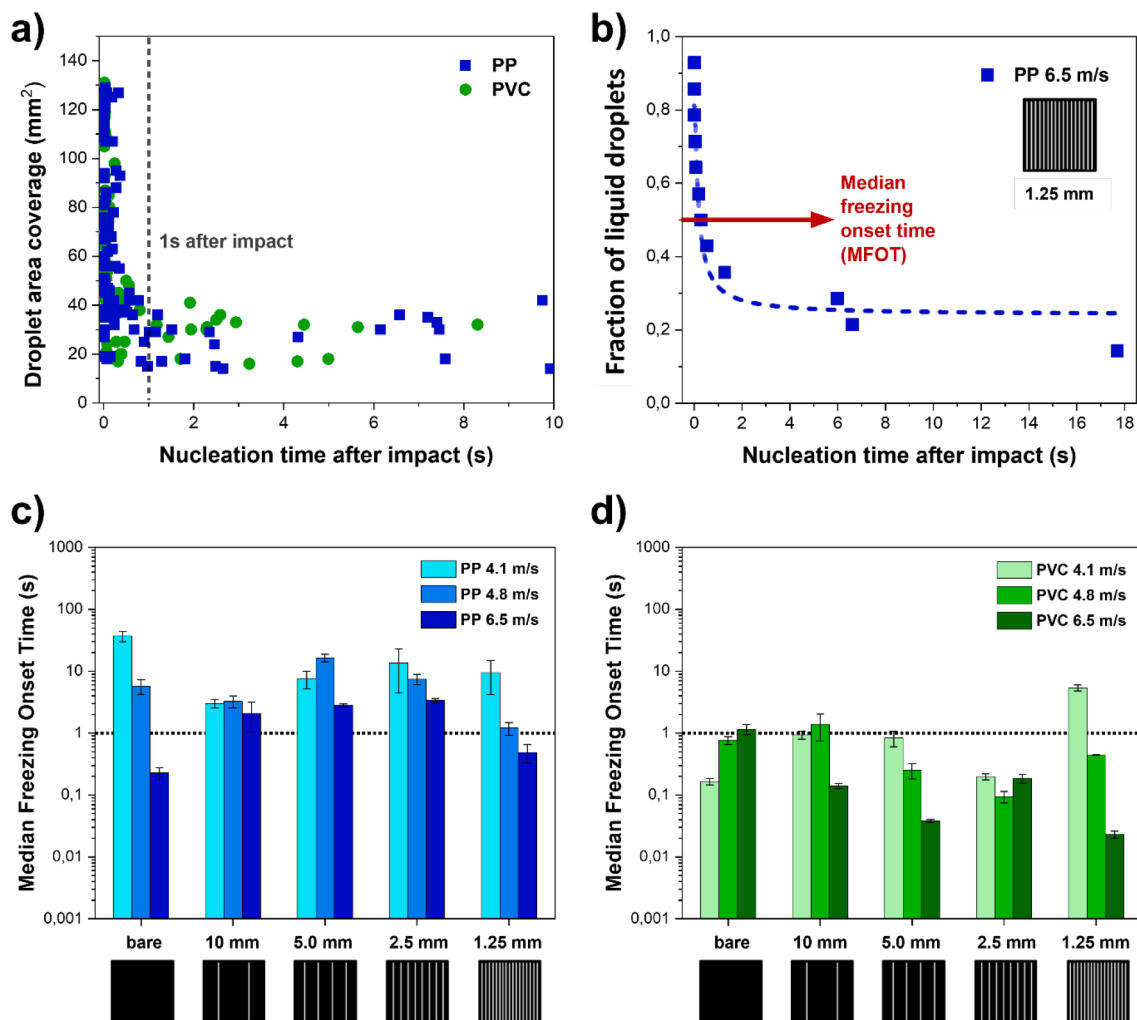 a)
Droplet area coverage (mm²)
140
120
100
80
60
40
20
0
PP
PVC
1s after impact
0 2 4 6 8 10
Nucleation time after impact (s)
b)
Fraction of liquid droplets
1,0
0,8
0,6
0,4
0,2
0,0
PP 6.5 m/s
1.25 mm
Median
freezing
onset time
(MFOT)
0 2 4 6 8 10 12 14 16 18
Nucleation time after impact (s)
c)
Median Freezing Onset Time (s)
1000
100
10
1
0,1
0,01
0,001
PP 4.1 m/s
PP 4.8 m/s
PP 6.5 m/s
bare 10 mm 5.0 mm 2.5 mm 1.25 mm
d)
Median Freezing Onset Time (s)
1000
100
10
1
0,1
0,01
0,001
PVC 4.1 m/s
PVC 4.8 m/s
PVC 6.5 m/s
bare 10 mm 5.0 mm 2.5 mm 1.25 mm